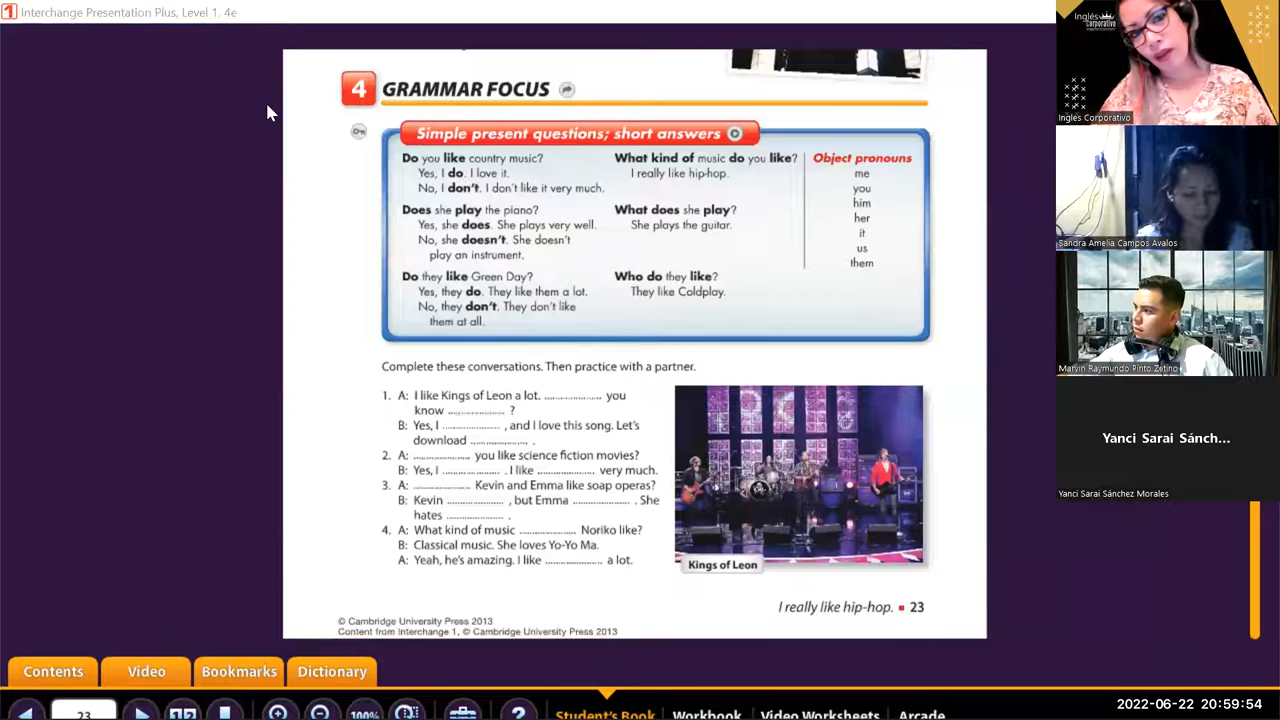 Interchange Presentation Plus, Level 1, 4e
4 GRAMMAR FOCUS
Simple present questions; short answers
Do you like country music?
Yes, I do. I love it.
No, I don't. I don't like it very much.
Does she play the piano?
Yes, she does. She plays very well.
No, she doesn't. She doesn't
play an instrument.
Do they like Green Day?
Yes, they do. They like them a lot.
No, they don't. They don't like
them at all.
What kind of music do you like?
I really like hip-hop.
What does she play?
She plays the guitar.
Who do they like?
They like Coldplay.
Object pronouns
me
you
him
her
it
us
them
Complete these conversations. Then practice with a partner.
1. A: I like Kings of Leon a lot. .................... you
know .................... ?
B: Yes, I .................... , and I love this song. Let's
download .................... .
2. A: .................... you like science fiction movies?
B: Yes, I .................... . I like .................... very much.
3. A: .................... Kevin and Emma like soap operas?
B: Kevin .................... , but Emma .................... . She
hates .................... .
4. A: What kind of music .................... Noriko like?
B: Classical music. She loves Yo-Yo Ma.
A: Yeah, he's amazing. I like .................... a lot.
Kings of Leon
I really like hip-hop. ▪ 23
© Cambridge University Press 2013
Content from Interchange 1, © Cambridge University Press 2013
Contents
Video
Bookmarks
Dictionary
23
100%
?
Student's Book
Workbook
Video Worksheets
Arcade
Inglés
Corporativo
Inglés Corporativo
Sandra Amelia Campos Avalos
Marvin Raymundo Pinto Zetino
Yanci Sarai Sánch...
Yanci Sarai Sánchez Morales
2022-06-22 20:59:54